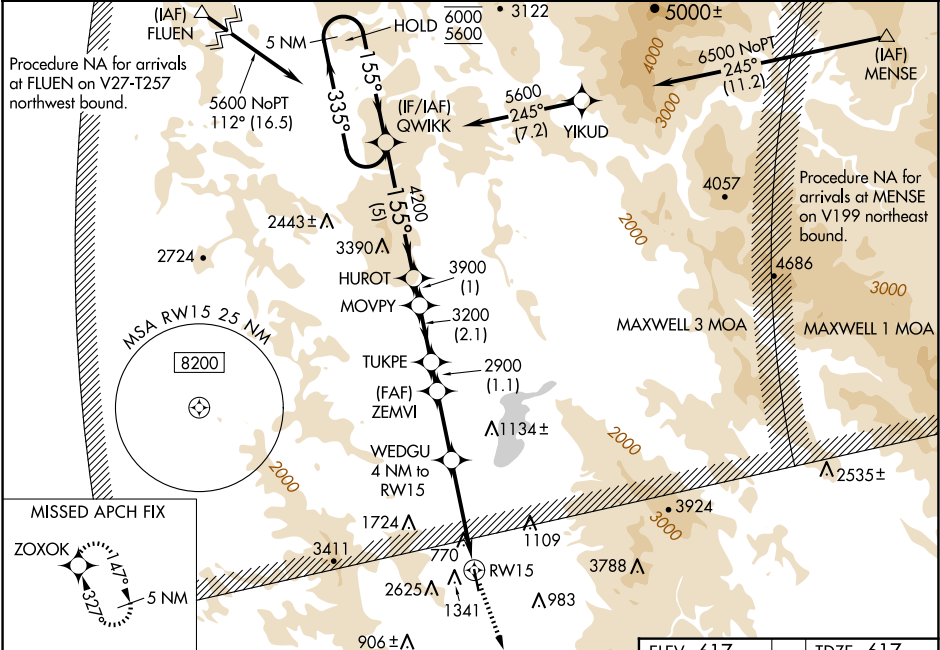 (IAF)
FLUEN
5 NM
HOLD
6000
5600
3122
5000±
4000
(IAF)
MENSE
6500 NoPT
245°
(11.2)
Procedure NA for arrivals
at FLUEN on V27-T257
northwest bound.
5600 NoPT
112° (16.5)
155°
335°
(IF/IAF)
QWIKK
5600
245°
(7.2)
YIKUD
3000
4200
155°
(5)
4057
Procedure NA for
arrivals at MENSE
on V199 northeast
bound.
2443±
3390
2724
2000
4686
3000
HUROT
3900
(1)
MOVPY
3200
(2.1)
MAXWELL 3 MOA
MAXWELL 1 MOA
MSA RW15 25 NM
8200
TUKPE
2900
(1.1)
(FAF)
ZEMVI
1134±
2000
WEDGU
4 NM to
RW15
2000
2535±
MISSED APCH FIX
ZOXOK
147°
327°
5 NM
1724
3411
770
1109
3924
3000
RW15
3788
2625
1341
983
906±
ELEV 617
TDZE 617